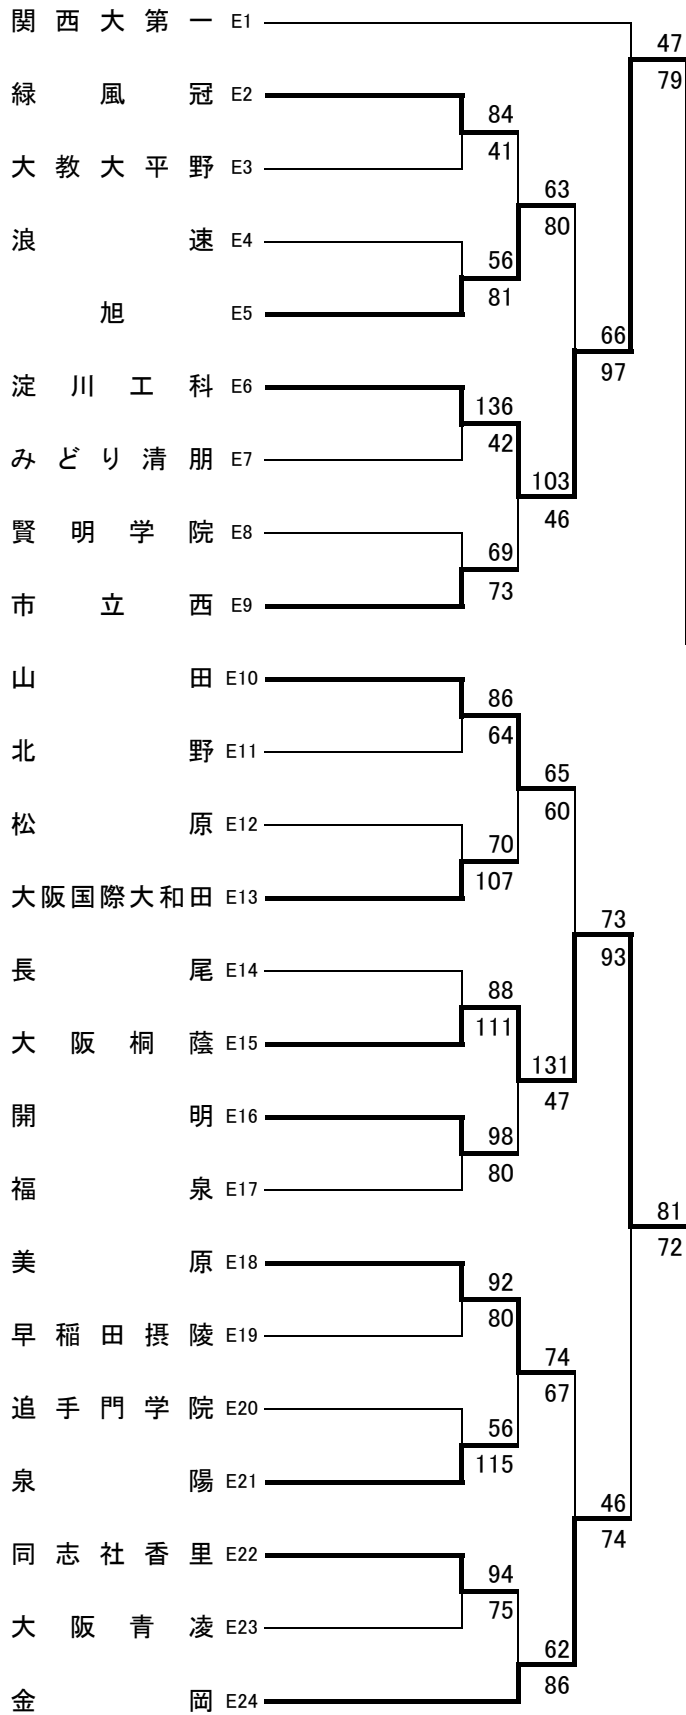 関西大第一 E1
47
79
緑風冠 E2
84
41
大教大平野 E3
63
80
浪速 E4
56
81
旭 E5
66
97
淀川工科 E6
136
42
みどり清朋 E7
103
46
賢明学院 E8
69
73
市立西 E9
山田 E10
86
64
北野 E11
65
60
松原 E12
70
107
大阪国際大和田 E13
73
93
長尾 E14
88
111
大阪桐蔭 E15
131
47
開明 E16
98
80
福泉 E17
81
72
美原 E18
92
80
早稲田摂陵 E19
74
67
追手門学院 E20
56
115
泉陽 E21
46
74
同志社香里 E22
94
75
大阪青凌 E23
62
86
金岡 E24